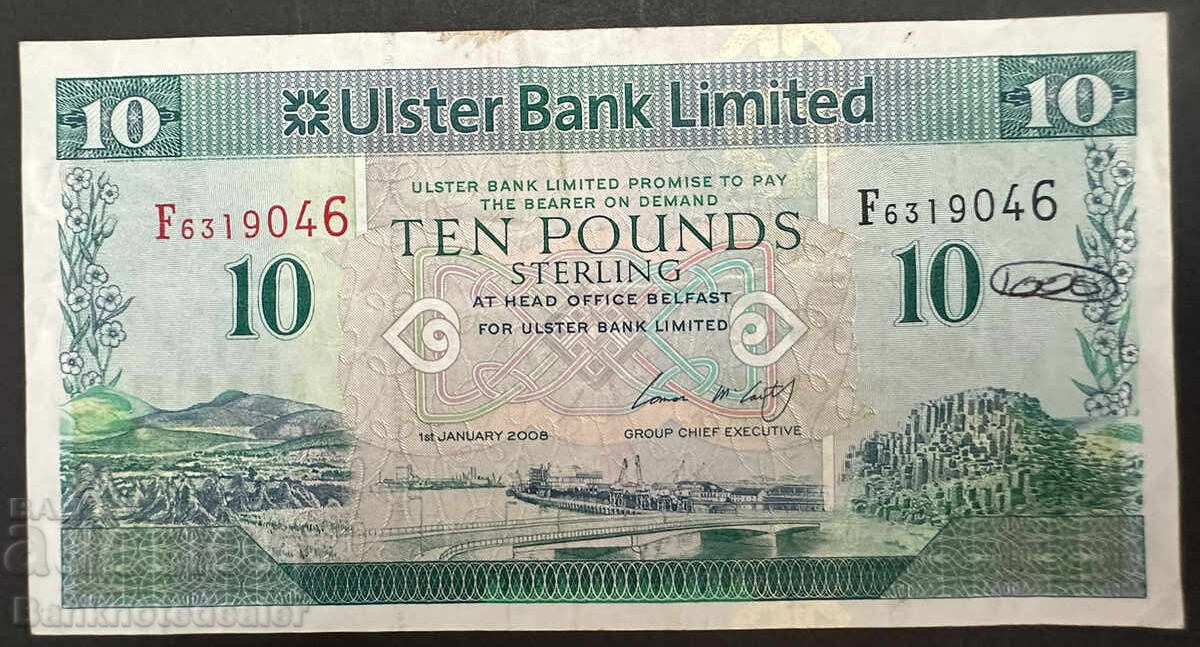 10 Ulster Bank Limited 10
ULSTER BANK LIMITED PROMISE TO PAY
THE BEARER ON DEMAND
F6319046 TEN POUNDS F6319046
10 STERLING 10
AT HEAD OFFICE BELFAST
FOR ULSTER BANK LIMITED
1st JANUARY 2008 GROUP CHIEF EXECUTIVE
Banknotedealer